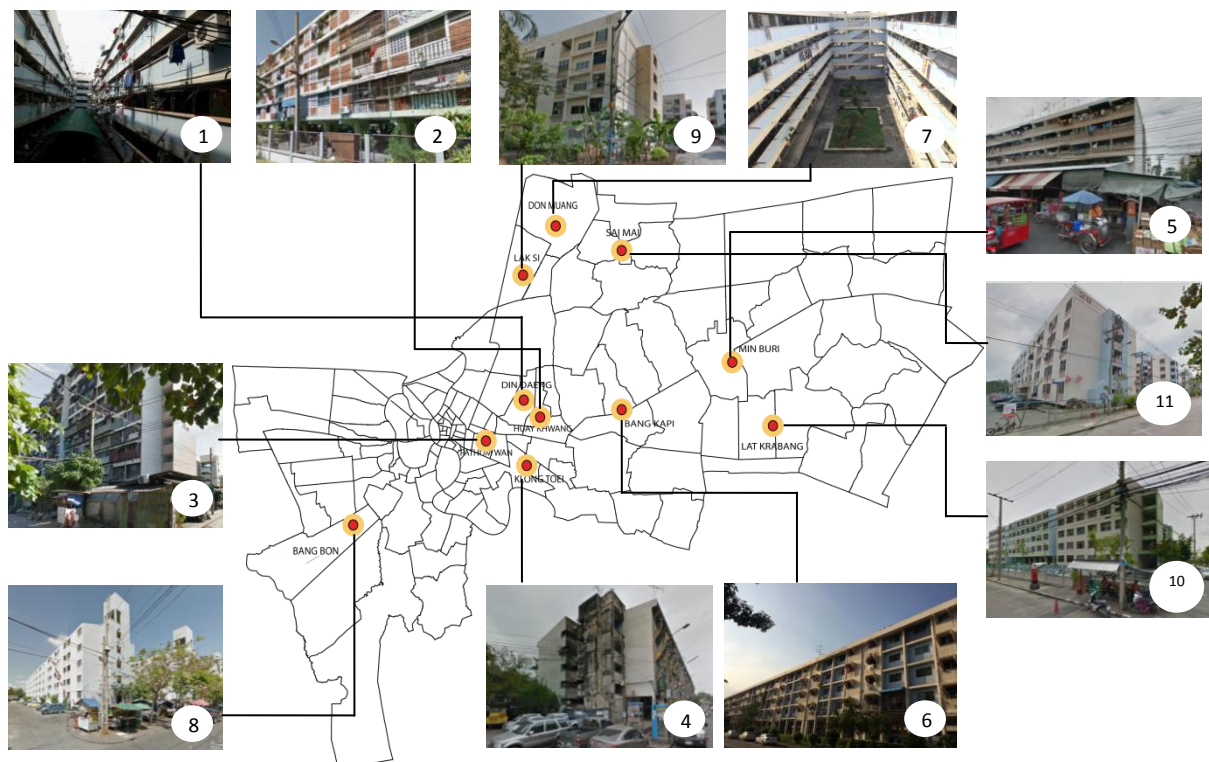 1
2
9
7
5
DON MUANG
SAI MAI
LAK SI
MIN BURI
11
DIN DAENG
HUAY KHWANG
BANG KAPI
LAT KRABANG
PATHUMWAN
3
KLONG TOEI
BANG BON
10
8
4
6